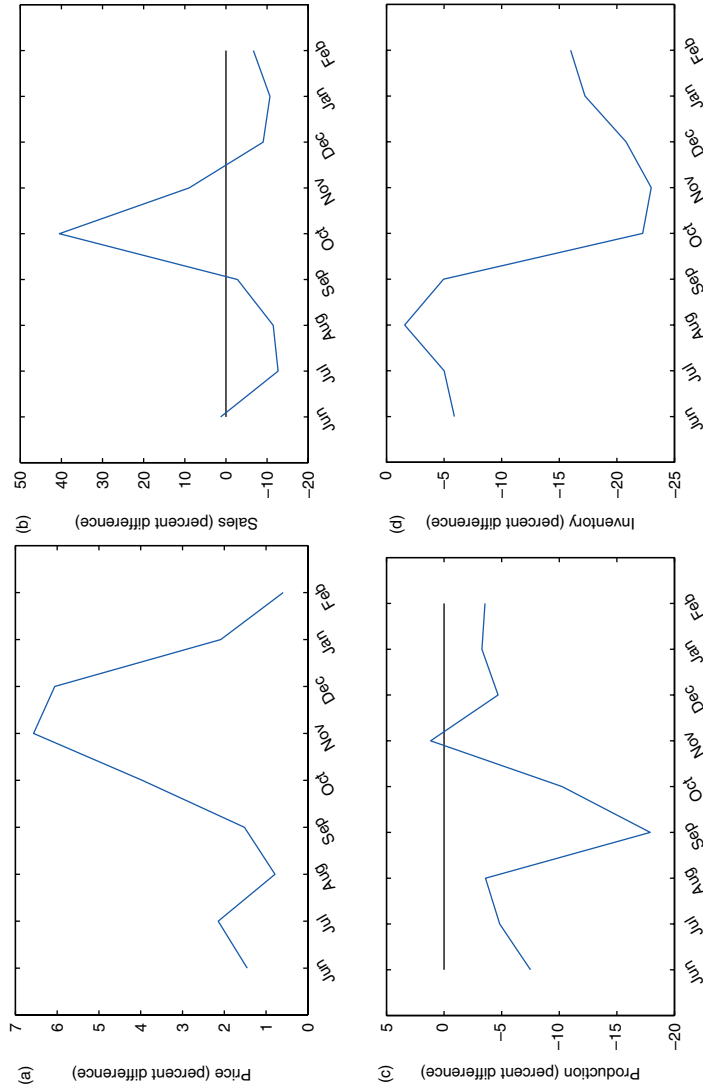 (a)
Price (percent difference)
7
6
5
4
3
2
1
0
Jun Jul Aug Sep Oct Nov Dec Jan Feb
(b)
Sales (percent difference)
50
40
30
20
10
0
−10
−20
Jun Jul Aug Sep Oct Nov Dec Jan Feb
(c)
Production (percent difference)
5
0
−5
−10
−15
−20
Jun Jul Aug Sep Oct Nov Dec Jan Feb
(d)
Inventory (percent difference)
0
−5
−10
−15
−20
−25
Jun Jul Aug Sep Oct Nov Dec Jan Feb